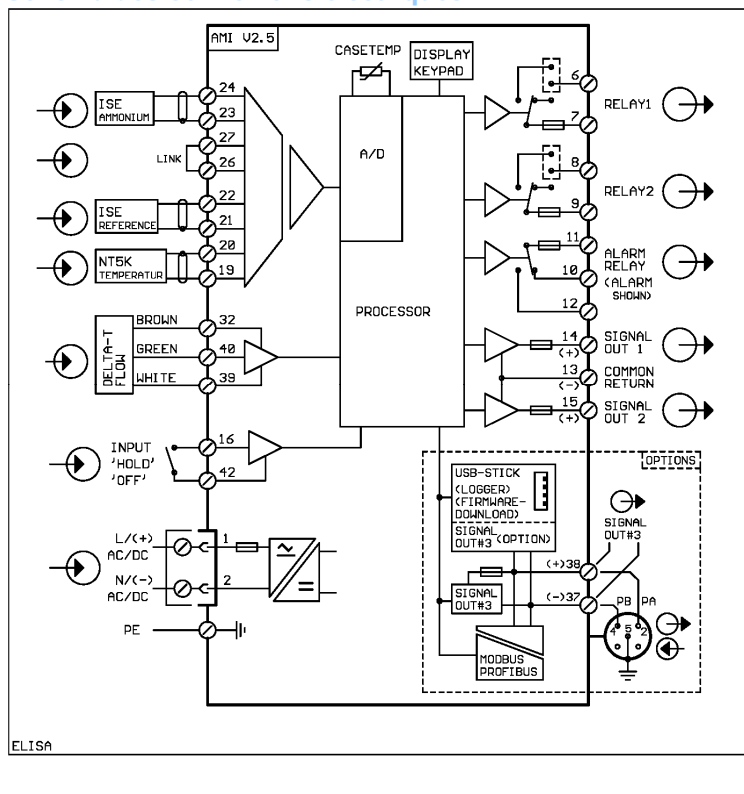 AMI V2.5
CASETEMP
DISPLAY
KEYPAD
24
ISE
AMMONIUM
23
27
LINK
26
22
ISE
REFERENCE
21
20
NT5K
TEMPERATUR
19
A/D
PROCESSOR
6
RELAY1
7
8
RELAY2
9
11
ALARM
RELAY
10
(ALARM
SHOWN)
12
DELTA-T
FLOW
BROWN
32
GREEN
40
WHITE
39
14
(+)
SIGNAL
OUT 1
13
(-)
COMMON
RETURN
15
(+)
SIGNAL
OUT 2
INPUT
'HOLD'
'OFF'
16
42
L/(+)
AC/DC
1
N/(-)
AC/DC
2
PE
OPTIONS
USB-STICK
(LOGGER)
(FIRMWARE-
DOWNLOAD)
SIGNAL
OUT#3 (OPTION)
SIGNAL
OUT#3
(+)38
SIGNAL
OUT#3
(-)37
PB PA
4 5 2
MODBUS
PROFIBUS
ELISA